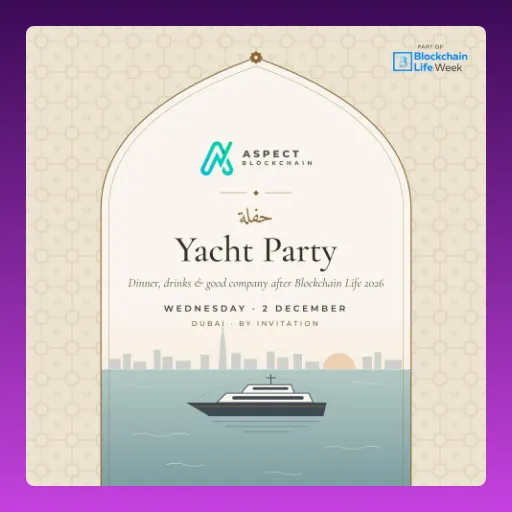 PART OF
Blockchain
Life Week
ASPECT
BLOCKCHAIN
حفلة
Yacht Party
Dinner, drinks & good company after Blockchain Life 2026
WEDNESDAY · 2 DECEMBER
DUBAI · BY INVITATION